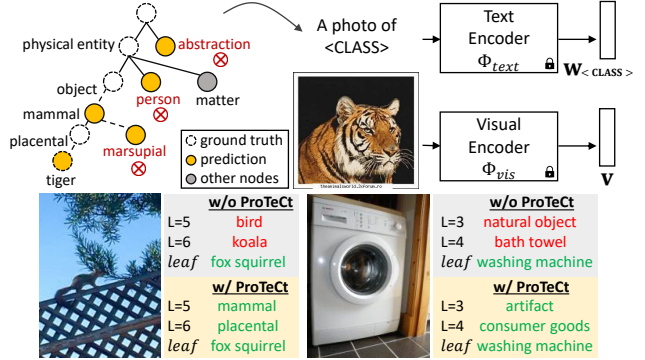 physical entity
abstraction
object
person
matter
mammal
placental
marsupial
tiger
ground truth
prediction
other nodes
A photo of
<CLASS>
Text
Encoder
Φ_text
W<CLASS>
Visual
Encoder
Φ_vis
V
w/o ProTeCt
L=5 bird
L=6 koala
leaf fox squirrel
w/ ProTeCt
L=5 mammal
L=6 placental
leaf fox squirrel
w/o ProTeCt
L=3 natural object
L=4 bath towel
leaf washing machine
w/ ProTeCt
L=3 artifact
L=4 consumer goods
leaf washing machine